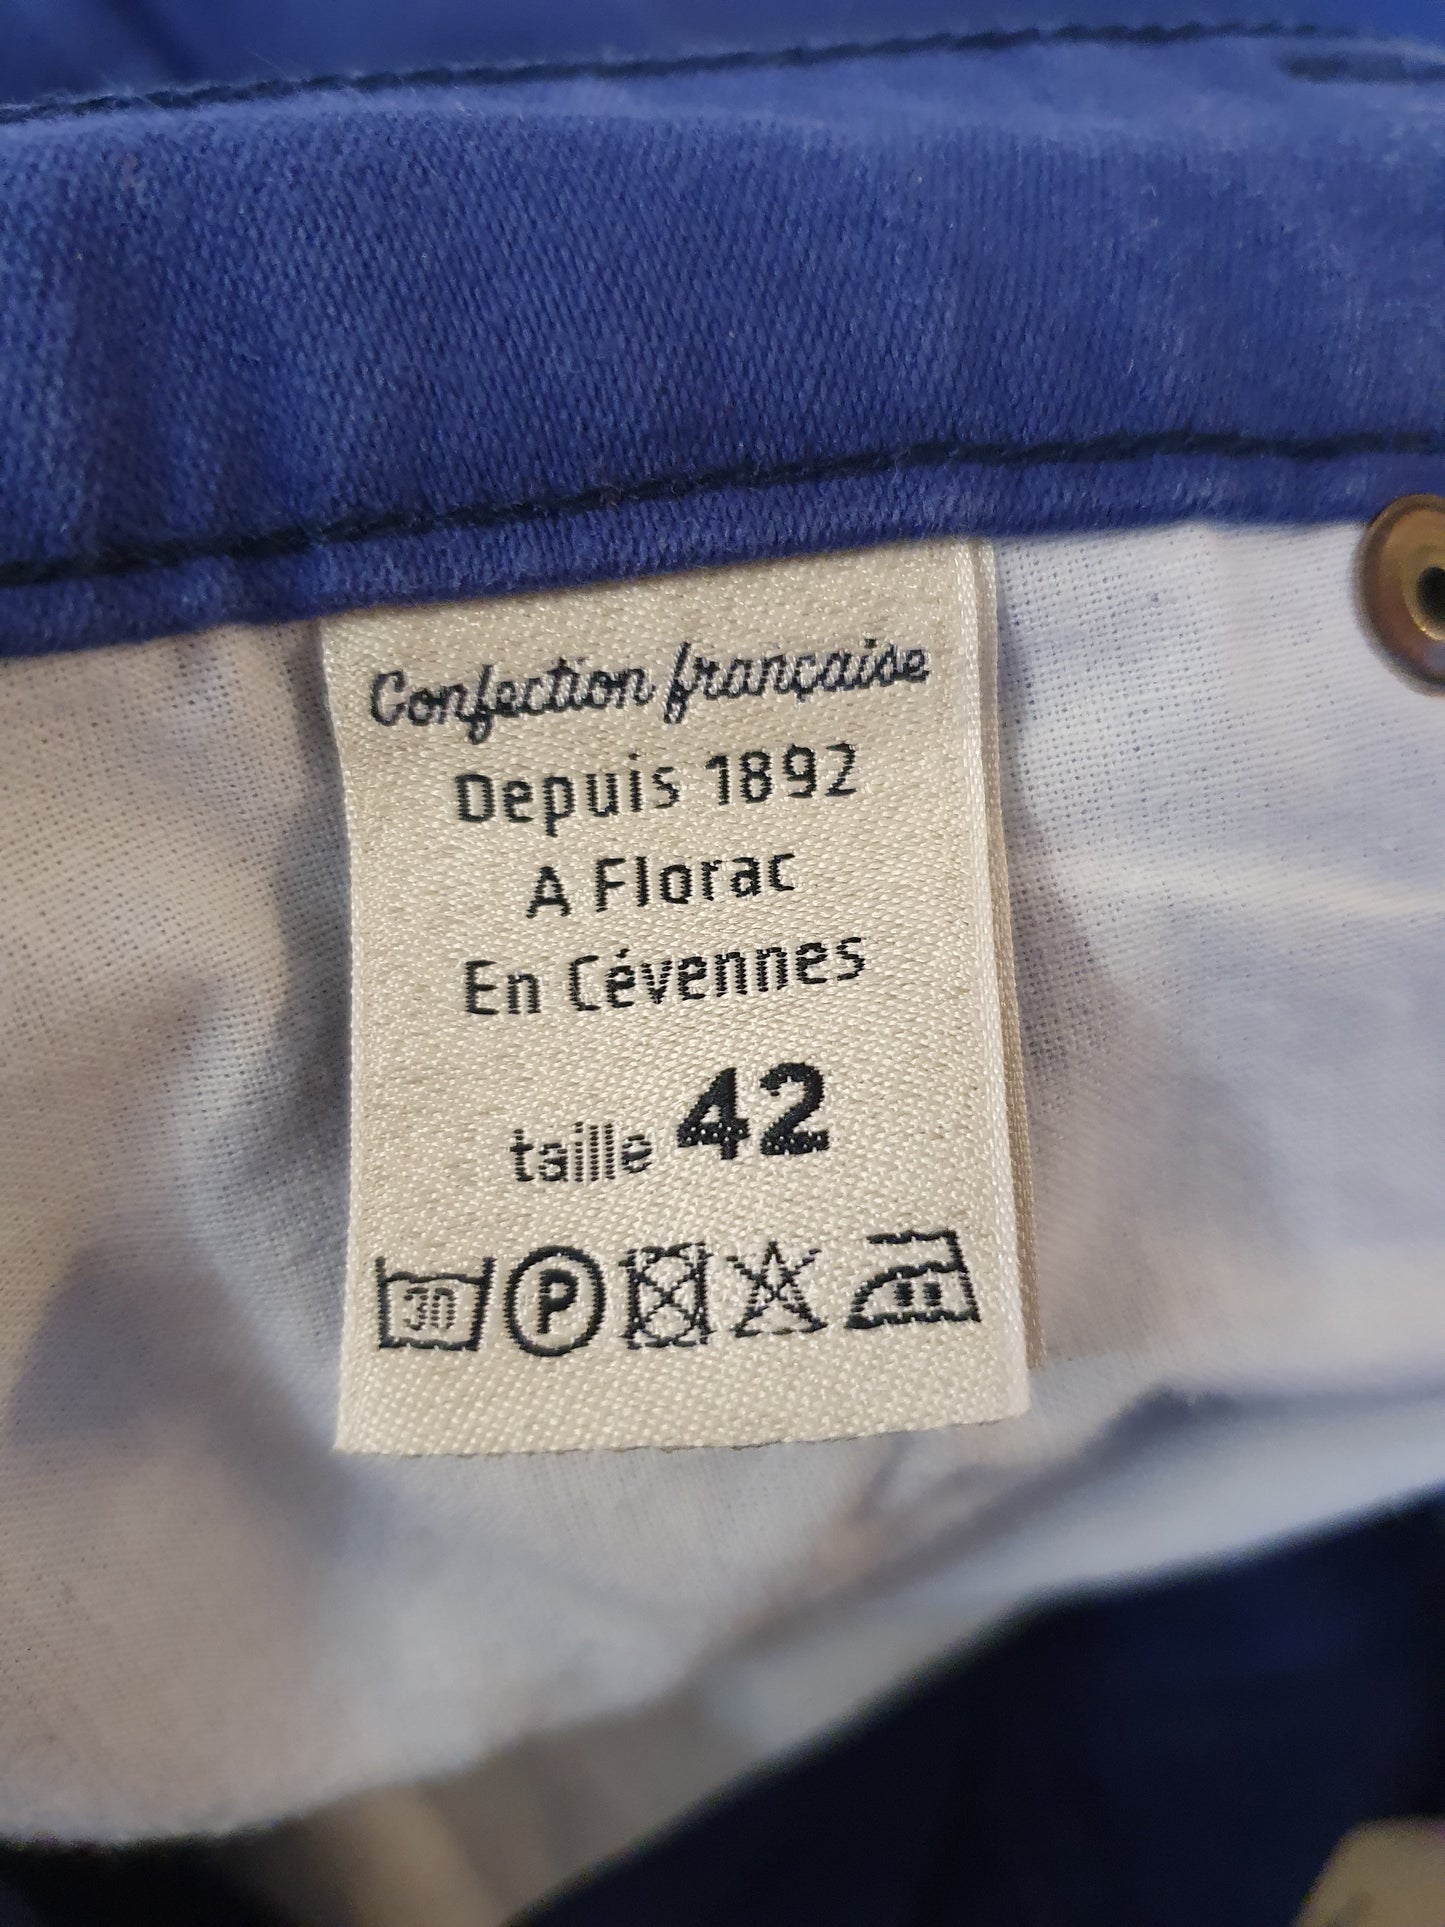 Confection française
Depuis 1892
A Florac
En Cévennes
taille 42
30 P